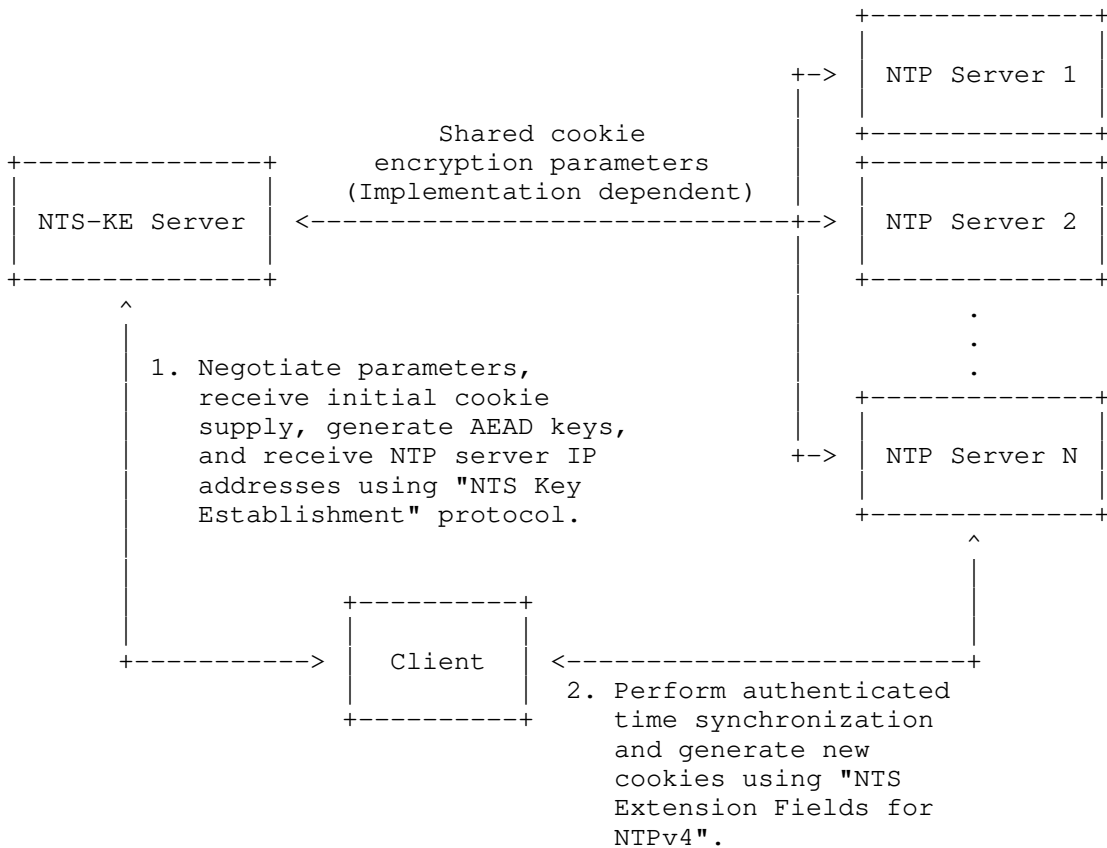 NTP Server 1
Shared cookie
encryption parameters
(Implementation dependent)
NTS-KE Server
NTP Server 2
.
.
.
1. Negotiate parameters,
receive initial cookie
supply, generate AEAD keys,
and receive NTP server IP
addresses using "NTS Key
Establishment" protocol.
NTP Server N
Client
2. Perform authenticated
time synchronization
and generate new
cookies using "NTS
Extension Fields for
NTPv4".